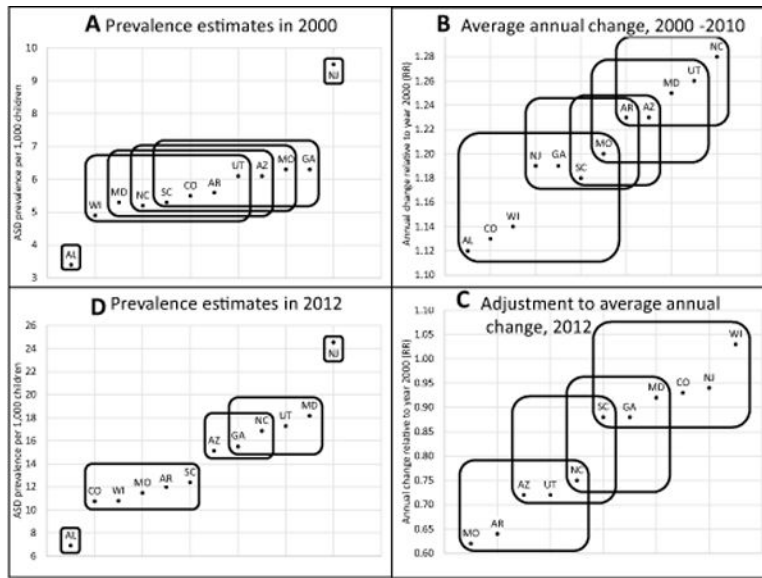 A Prevalence estimates in 2000
ASD prevalence per 1,000 children
10
9
8
7
6
5
4
3
AL
WI
MD
NC
SC
CO
AR
UT
AZ
MO
GA
NJ
B Average annual change, 2000 -2010
Annual change relative to year 2000 (RR)
1.28
1.26
1.24
1.22
1.20
1.18
1.16
1.14
1.12
1.10
AL
CO
WI
NJ
GA
SC
MO
AR
AZ
MD
UT
NC
D Prevalence estimates in 2012
ASD prevalence per 1,000 children
26
24
22
20
18
16
14
12
10
8
6
AL
CO
WI
MO
AR
SC
AZ
GA
NC
UT
MD
NJ
C Adjustment to average annual
change, 2012
Annual change relative to year 2000 (RR)
1.10
1.05
1.00
0.95
0.90
0.85
0.80
0.75
0.70
0.65
0.60
MO
AR
AZ
UT
NC
SC
GA
MD
CO
NJ
WI